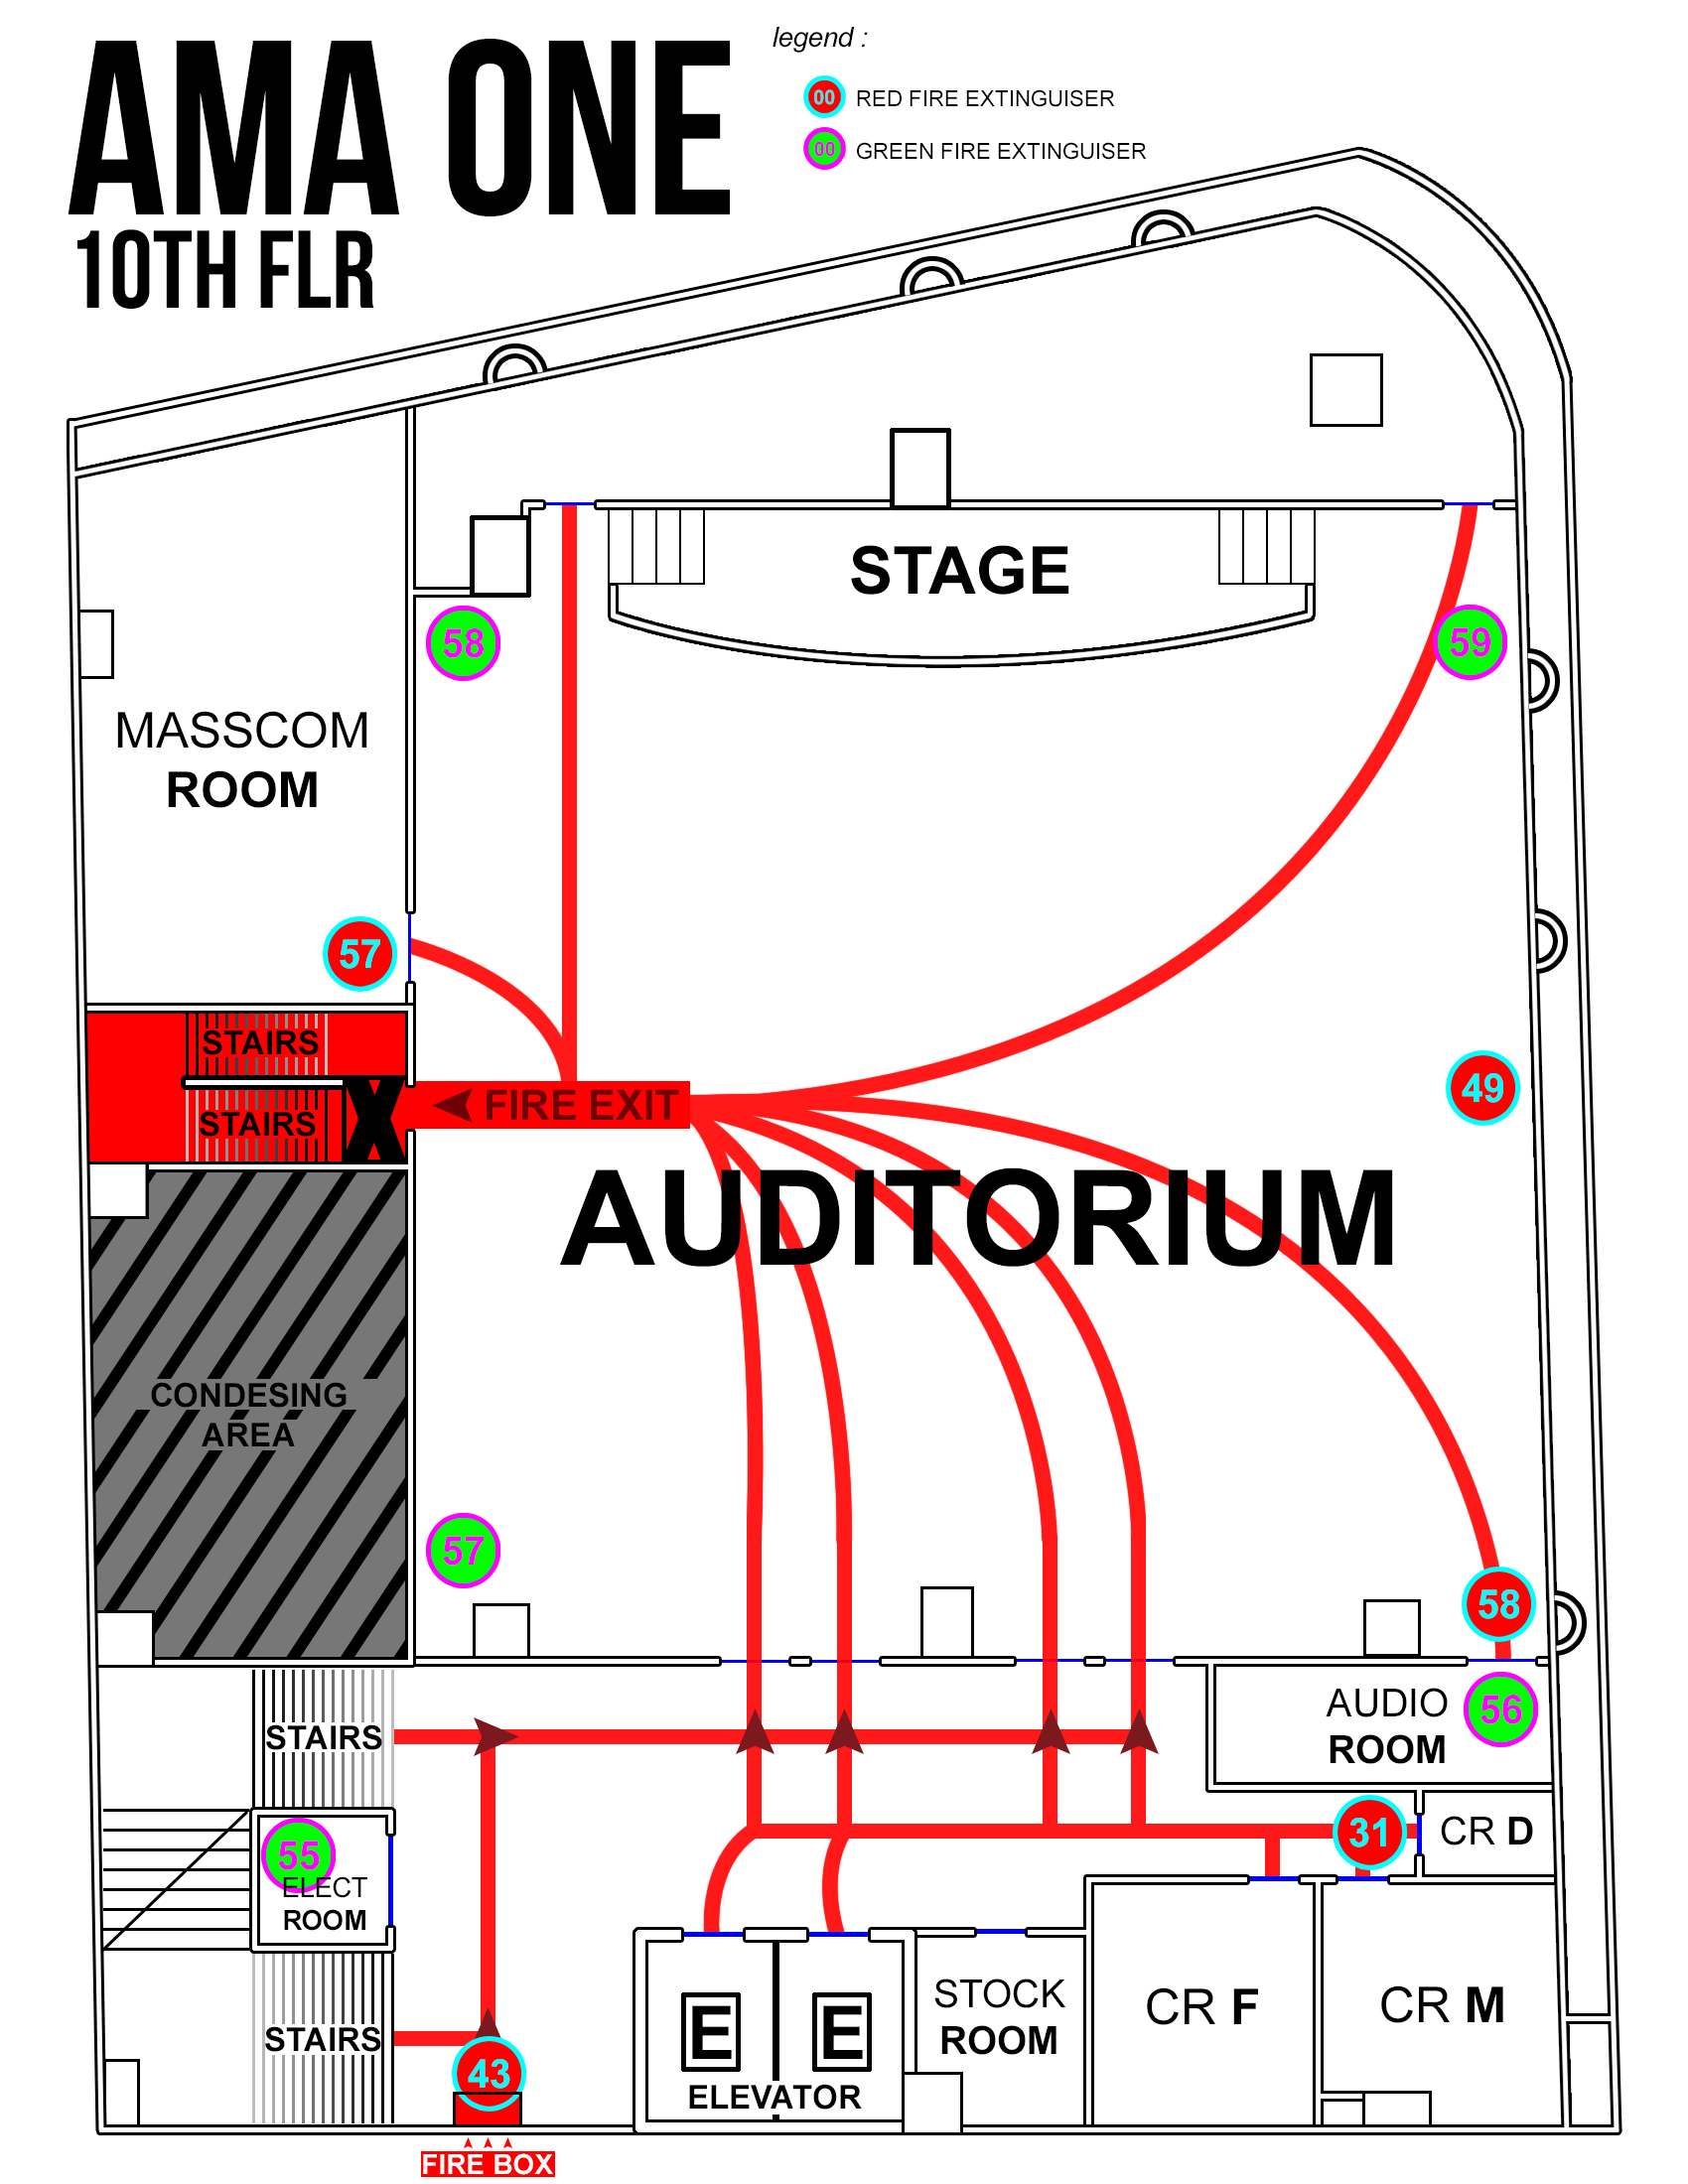 AMA ONE
10TH FLR
legend :
00 RED FIRE EXTINGUISER
00 GREEN FIRE EXTINGUISER
STAGE
58
59
MASSCOM
ROOM
57
STAIRS
STAIRS
X
FIRE EXIT
49
AUDITORIUM
CONDESING
AREA
57
58
56
AUDIO
ROOM
STAIRS
31
CR D
55
ELECT
ROOM
STAIRS
43
FIRE BOX
E E
ELEVATOR
STOCK
ROOM
CR F
CR M